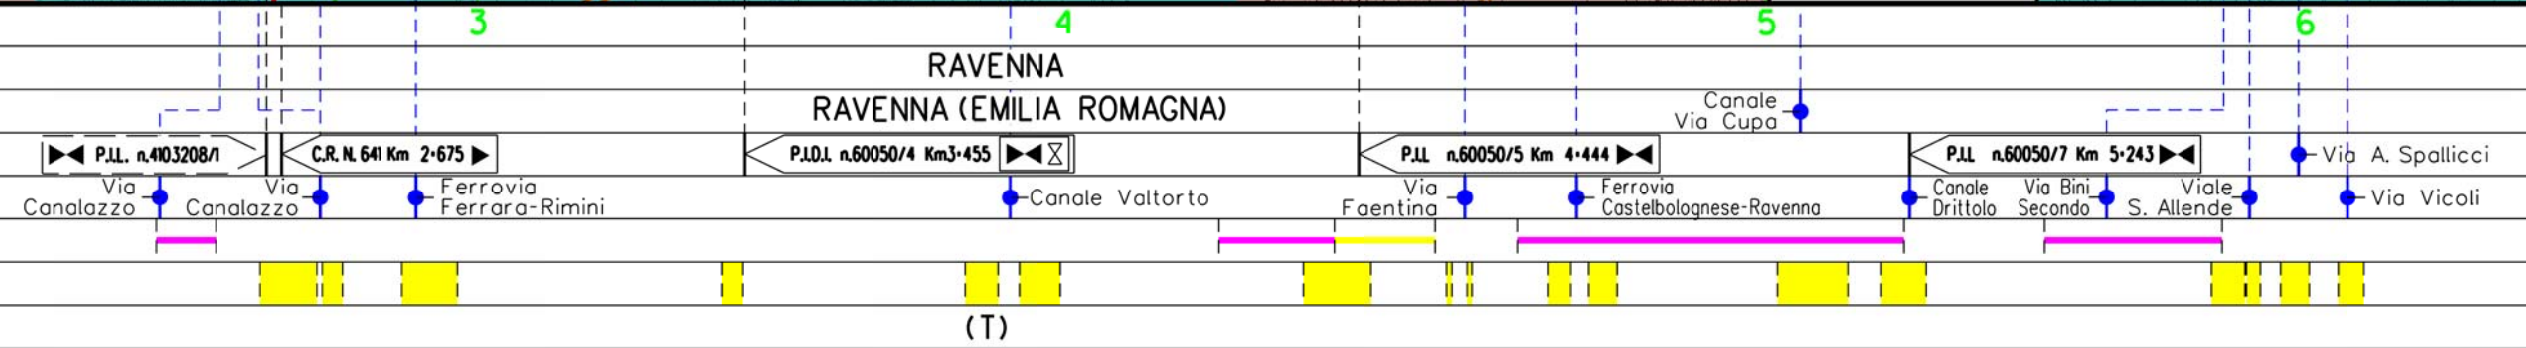 3 4 5 6
RAVENNA
RAVENNA (EMILIA ROMAGNA)
Canale
Via Cupa
P.I.L. n.4103208/1
C.R. N. 641 Km 2+675
P.I.D.I. n.60050/4 Km3+455
P.I.L n.60050/5 Km 4+444
P.I.L n.60050/7 Km 5+243
Via A. Spallicci
Via
Canalazzo
Via
Canalazzo
Ferrovia
Ferrara-Rimini
Canale Valtorto
Via
Faentina
Ferrovia
Castelbolognese-Ravenna
Canale
Drittolo
Via Bini
Secondo
Viale
S. Allende
Via Vicoli
(T)